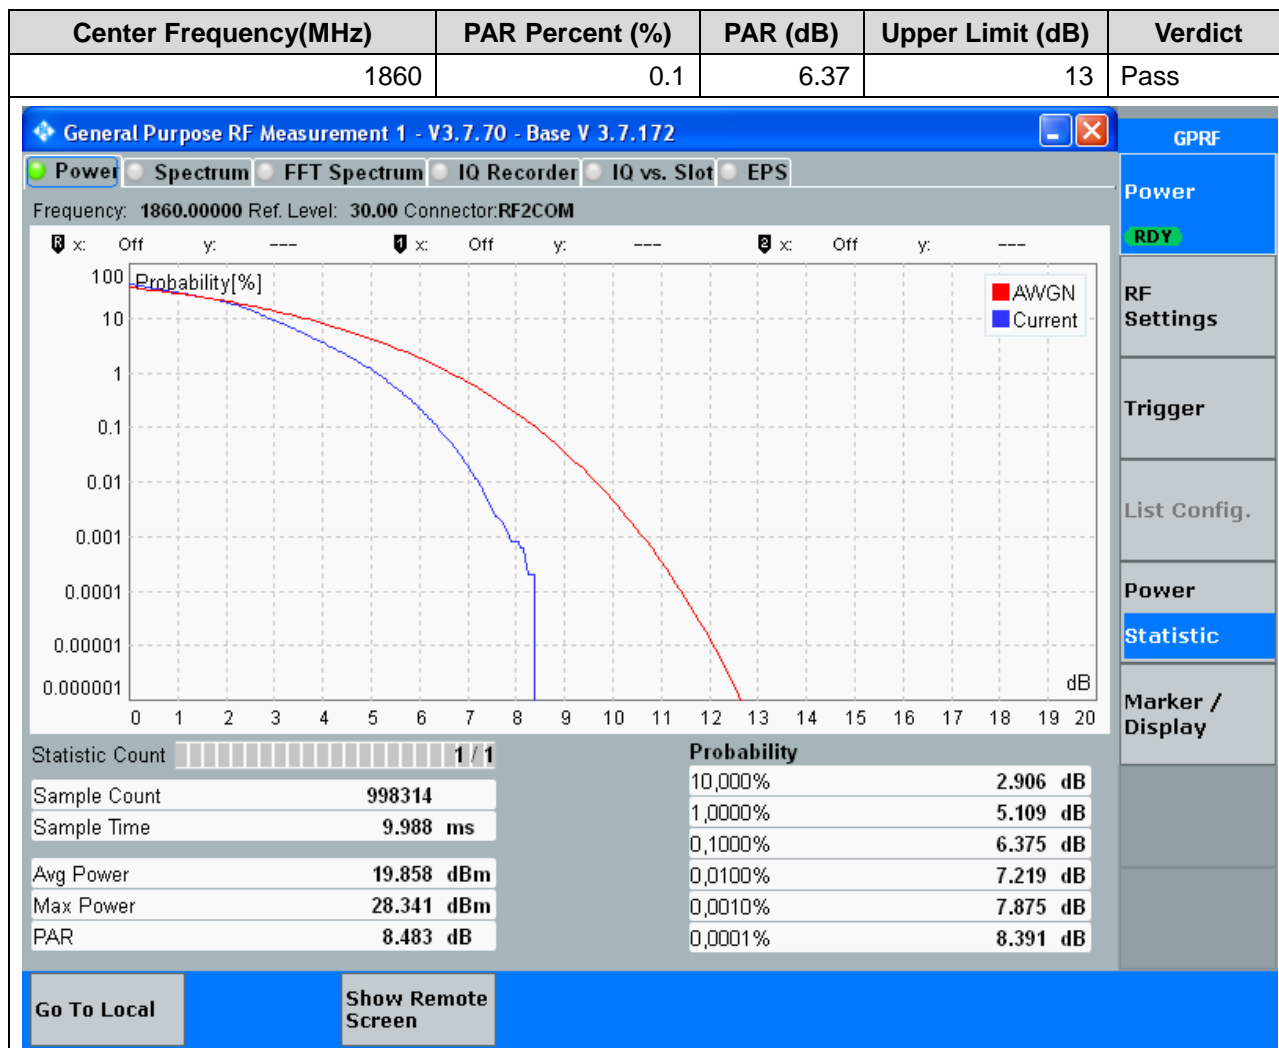 Center Frequency(MHz) PAR Percent (%) PAR (dB) Upper Limit (dB) Verdict
1860 0.1 6.37 13 Pass
General Purpose RF Measurement 1 - V3.7.70 - Base V 3.7.172
GPRF
Power Spectrum FFT Spectrum IQ Recorder IQ vs. Slot EPS
Power
RDY
Frequency: 1860.00000 Ref. Level: 30.00 Connector:RF2COM
R x: Off y: --- 1 x: Off y: --- 2 x: Off y: ---
Probability[%]
AWGN
Current
100
10
1
0.1
0.01
0.001
0.0001
0.00001
0.000001
dB
0 1 2 3 4 5 6 7 8 9 10 11 12 13 14 15 16 17 18 19 20
RF
Settings
Trigger
List Config.
Power
Statistic
Marker /
Display
Statistic Count 1 / 1
Sample Count 998314
Sample Time 9.988 ms
Avg Power 19.858 dBm
Max Power 28.341 dBm
PAR 8.483 dB
Probability
10,000% 2.906 dB
1,0000% 5.109 dB
0,1000% 6.375 dB
0,0100% 7.219 dB
0,0010% 7.875 dB
0,0001% 8.391 dB
Go To Local
Show Remote
Screen